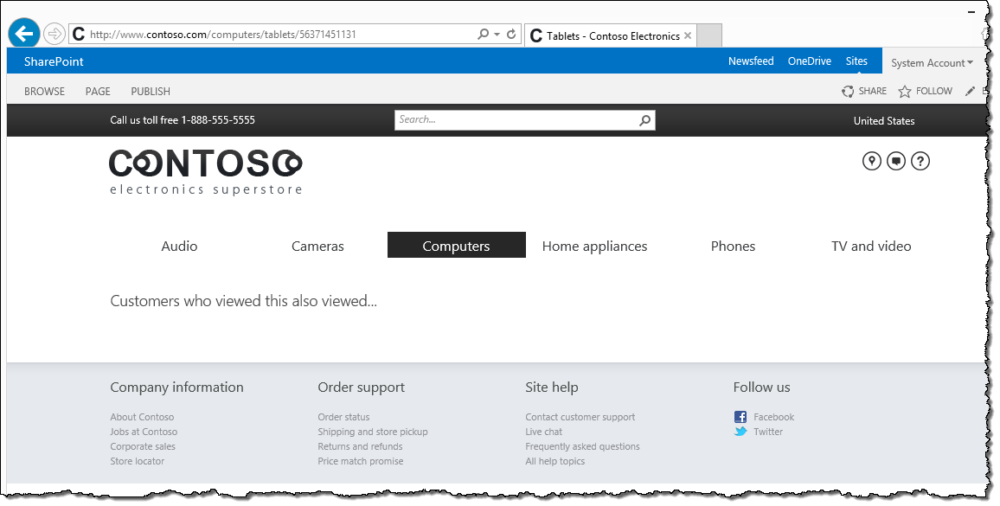 C http://www.contoso.com/computers/tablets/56371451131
C Tablets - Contoso Electronics
SharePoint
Newsfeed OneDrive Sites System Account
BROWSE PAGE PUBLISH
SHARE FOLLOW
Call us toll free 1-888-555-5555
Search...
United States
CONTOSO
electronics superstore
?
Audio Cameras Computers Home appliances Phones TV and video
Customers who viewed this also viewed...
Company information
About Contoso
Jobs at Contoso
Corporate sales
Store locator
Order support
Order status
Shipping and store pickup
Returns and refunds
Price match promise
Site help
Contact customer support
Live chat
Frequently asked questions
All help topics
Follow us
f Facebook
Twitter